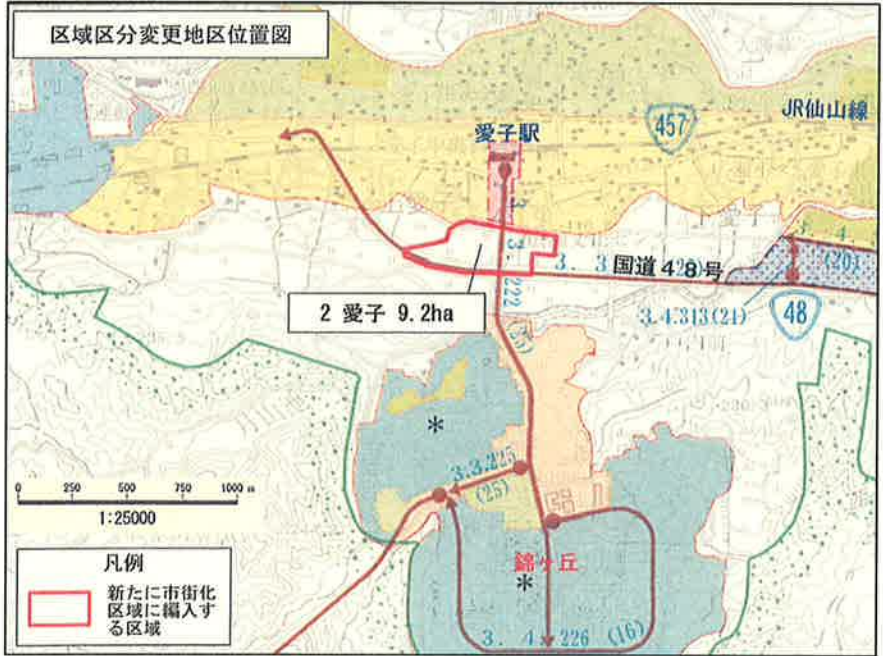 区域区分変更地区位置図
JR仙山線
457
愛子駅
3. 3
国道48号
222
2 愛子 9.2ha
(20)
3.4.313(21)
48
*
3.3.225
(25)
0 250 500 750 1000 m
1:25000
錦ヶ丘
*
3. 4. 226 (16)
凡例
新たに市街化
区域に編入す
る区域